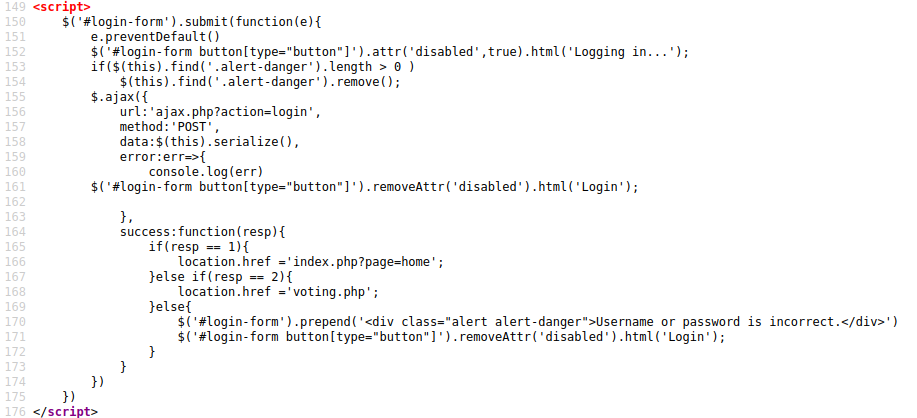 149 <script>
150     $('#login-form').submit(function(e){
151         e.preventDefault()
152         $('#login-form button[type="button"]').attr('disabled',true).html('Logging in...');
153         if($(this).find('.alert-danger').length > 0 )
154             $(this).find('.alert-danger').remove();
155         $.ajax({
156             url:'ajax.php?action=login',
157             method:'POST',
158             data:$(this).serialize(),
159             error:err=>{
160                 console.log(err)
161         $('#login-form button[type="button"]').removeAttr('disabled').html('Login');
162
163             },
164             success:function(resp){
165                 if(resp == 1){
166                     location.href ='index.php?page=home';
167                 }else if(resp == 2){
168                     location.href ='voting.php';
169                 }else{
170                     $('#login-form').prepend('<div class="alert alert-danger">Username or password is incorrect.</div>')
171                     $('#login-form button[type="button"]').removeAttr('disabled').html('Login');
172                 }
173             }
174         })
175     })
176 </script>